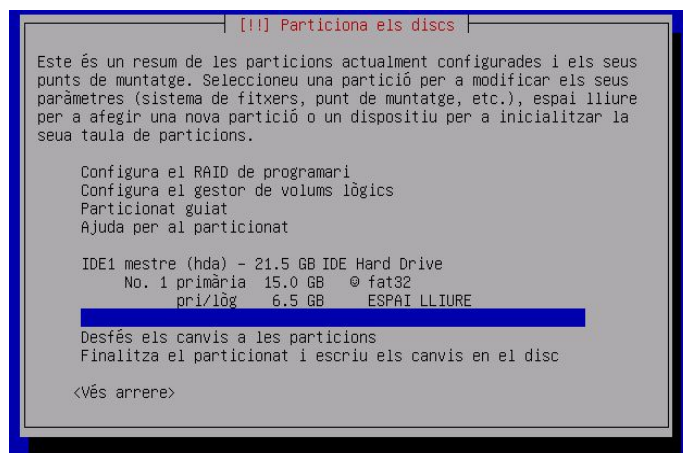 [!!] Particiona els discs
Este és un resum de les particions actualment configurades i els seus
punts de muntatge. Seleccioneu una partició per a modificar els seus
paràmetres (sistema de fitxers, punt de muntatge, etc.), espai lliure
per a afegir una nova partició o un dispositiu per a inicialitzar la
seua taula de particions.
Configura el RAID de programari
Configura el gestor de volums lògics
Particionat guiat
Ajuda per al particionat
IDE1 mestre (hda) - 21.5 GB IDE Hard Drive
No. 1 primària 15.0 GB ☺ fat32
pri/lòg 6.5 GB ESPAI LLIURE
Desfés els canvis a les particions
Finalitza el particionat i escriu els canvis en el disc
<Vés arrere>